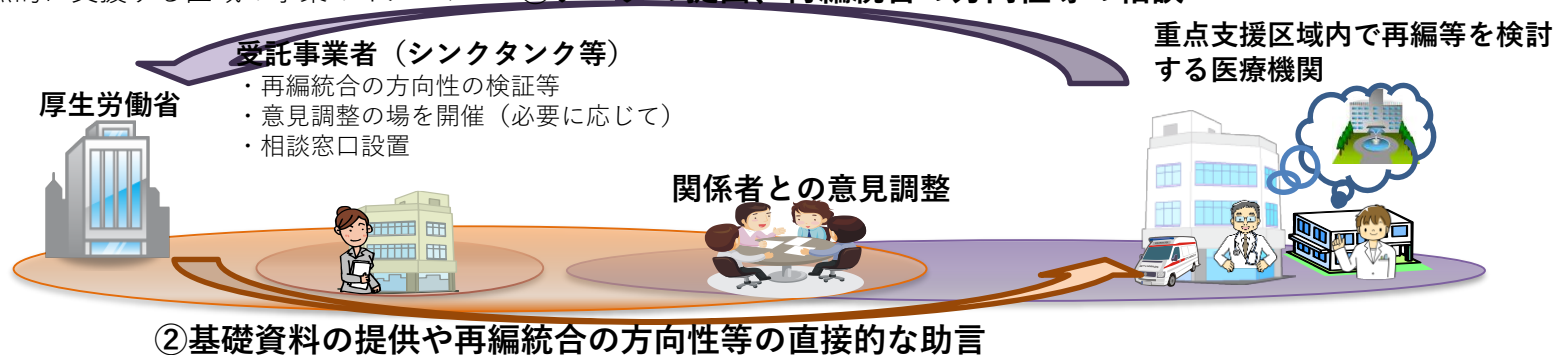 受託事業者（シンクタンク等）
・再編統合の方向性の検証等
・意見調整の場を開催（必要に応じて）
・相談窓口設置
厚生労働省
重点支援区域内で再編等を検討
する医療機関
関係者との意見調整
②基礎資料の提供や再編統合の方向性等の直接的な助言